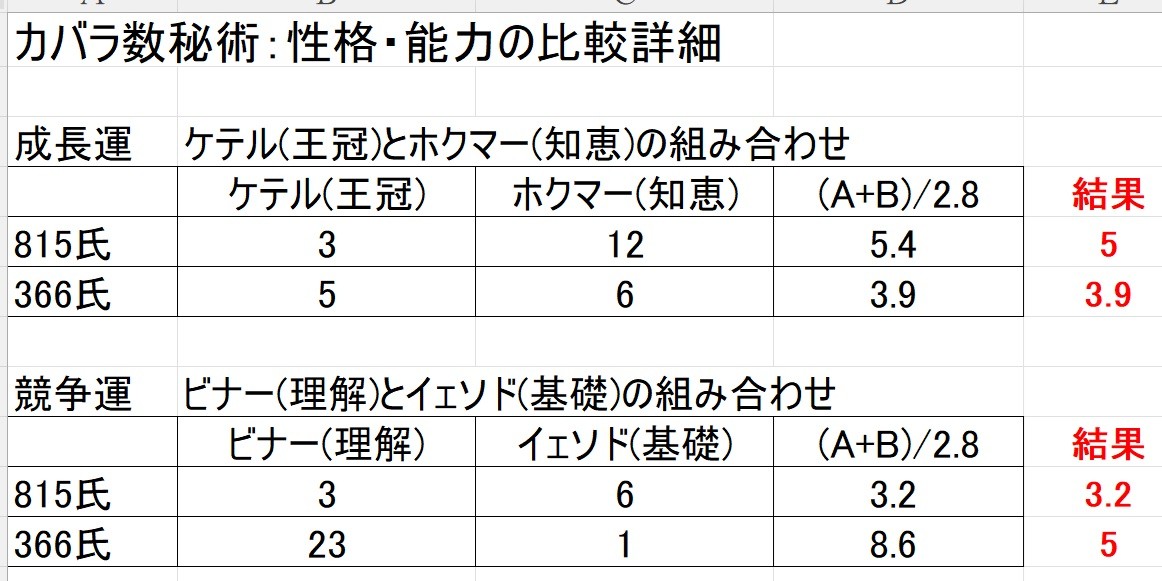 カバラ数秘術:性格・能力の比較詳細
成長運 ケテル(王冠)とホクマー(知恵)の組み合わせ
ケテル(王冠) ホクマー(知恵) (A+B)/2.8 結果
815氏 3 12 5.4 5
366氏 5 6 3.9 3.9
競争運 ビナー(理解)とイェソド(基礎)の組み合わせ
ビナー(理解) イェソド(基礎) (A+B)/2.8 結果
815氏 3 6 3.2 3.2
366氏 23 1 8.6 5